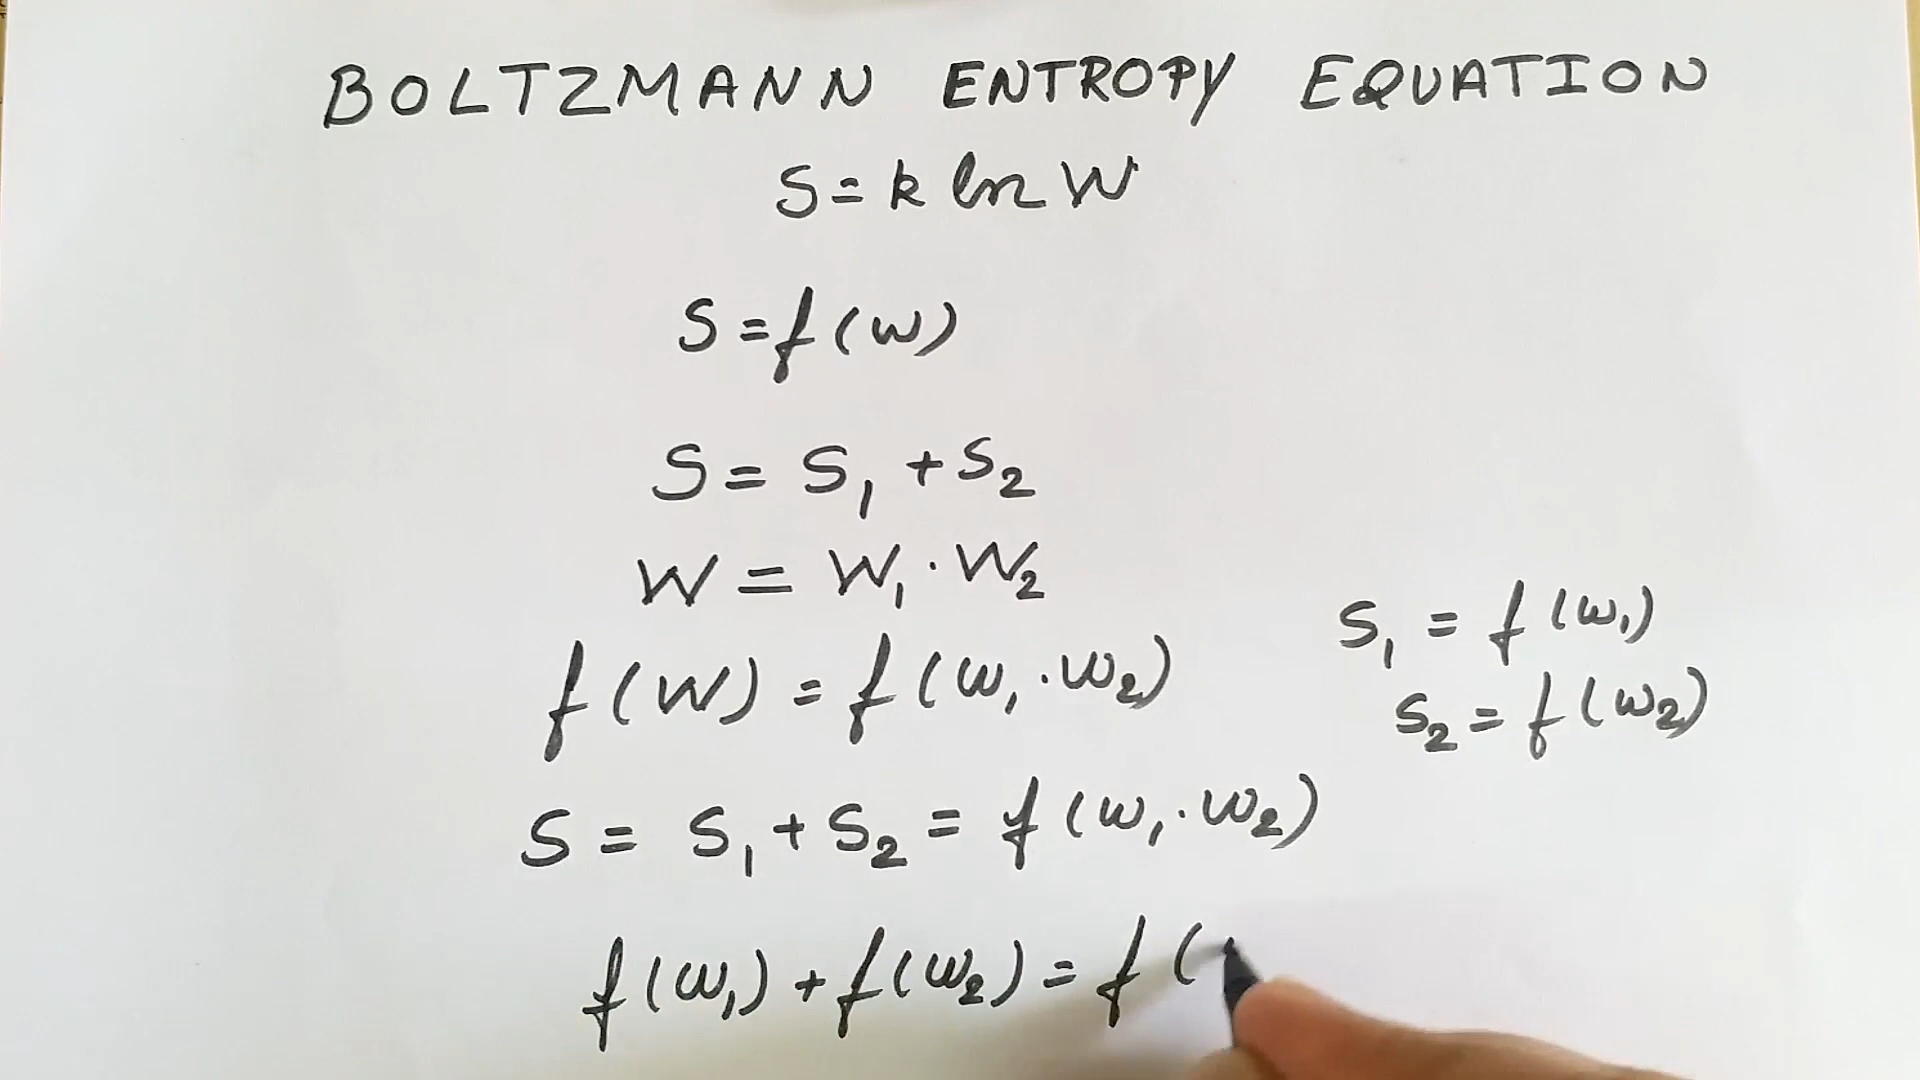 BOLTZMANN ENTROPY EQUATION
S = k ln W
S = f (w)
S = S₁ + S₂
W = W₁ · W₂
f (W) = f (w₁ · w₂)
S₁ = f (w₁)
S₂ = f (w₂)
S = S₁ + S₂ = f (w₁ · w₂)
f (w₁) + f (w₂) = f (